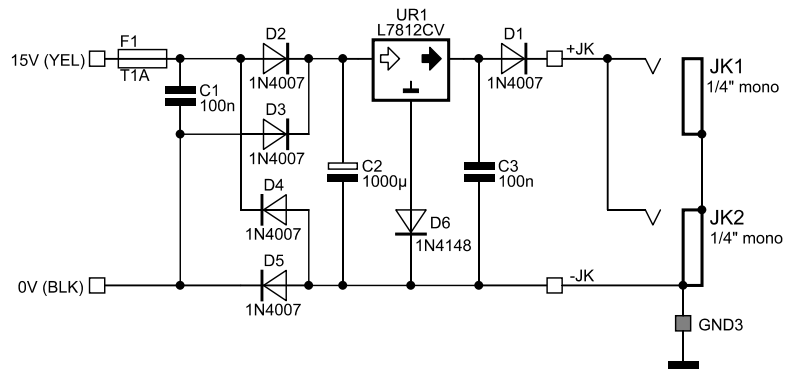 UR1
L7812CV
F1
15V (YEL)
T1A
D2
1N4007
D1
1N4007
+JK
JK1
1/4" mono
C1
100n
D3
1N4007
C2
1000µ
C3
100n
D4
1N4007
D6
1N4148
JK2
1/4" mono
D5
1N4007
0V (BLK)
-JK
GND3